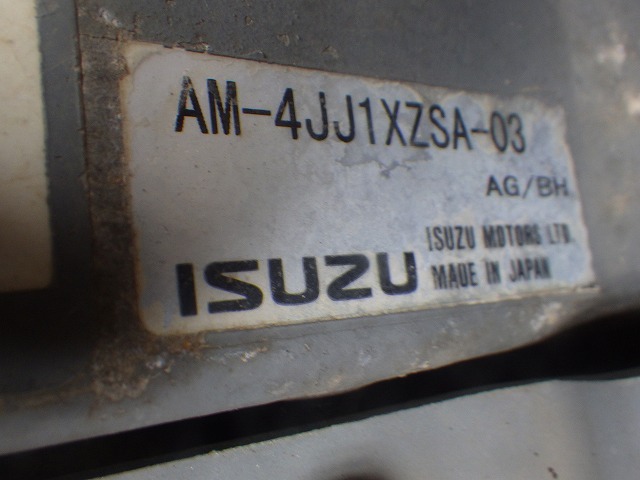 AM-4JJ1XZSA-03
AG/BH
ISUZU MOTORS LTD.
ISUZU
MADE IN JAPAN